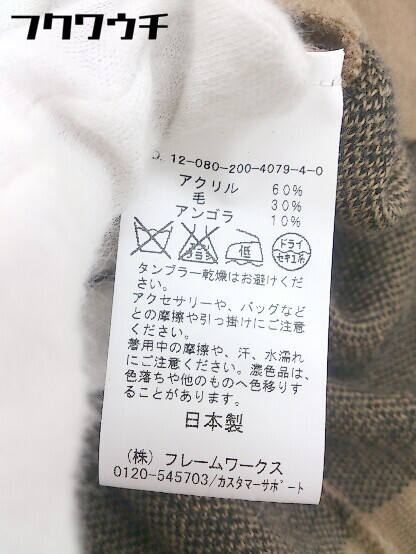 フクワウチ
12-080-200-4079-4-0
アクリル 60%
毛 30%
アンゴラ 10%
低 ドライ
セキユ系
タンブラー乾燥はお避けくだ
さい。
アクセサリーや、バッグなど
との摩擦や引っ掛けにご注意
ください。
着用中の摩擦や、汗、水濡れ
にご注意ください。濃色品は、
色落ちや他のものへ色移りす
ることがあります。
日本製
(株) フレームワークス
0120-545703/カスタマーサポート